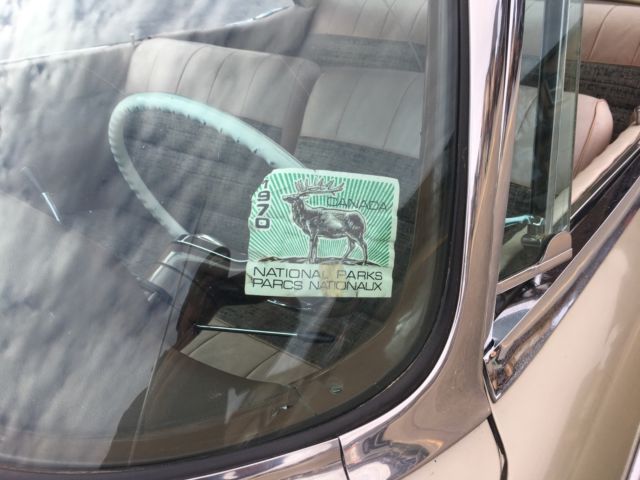 1970
CANADA
NATIONAL PARKS
PARCS NATIONAUX